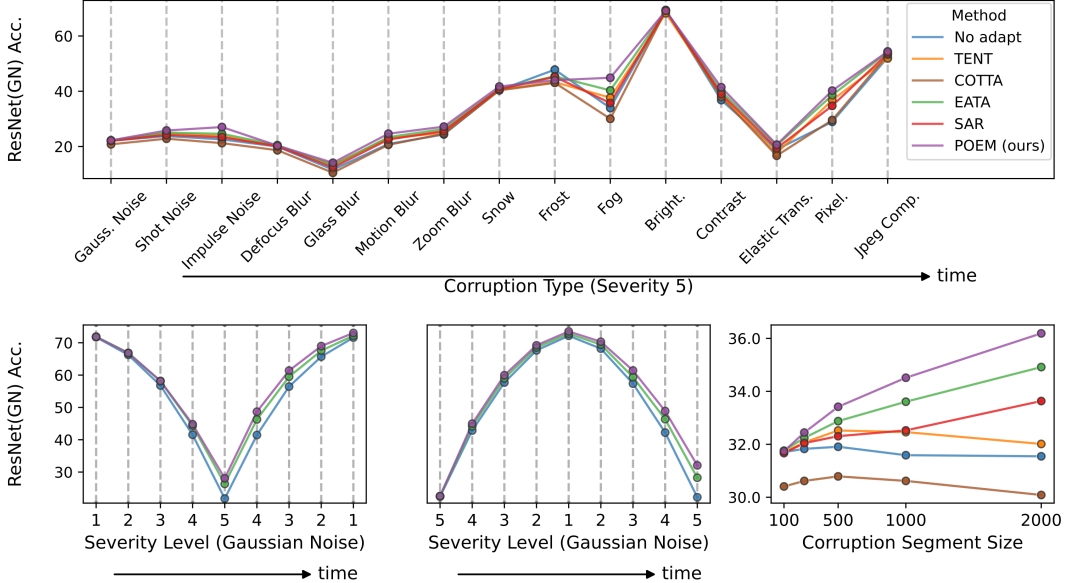 ResNet(GN) Acc.
60
40
20
Method
No adapt
TENT
COTTA
EATA
SAR
POEM (ours)
Gauss. Noise
Shot Noise
Impulse Noise
Defocus Blur
Glass Blur
Motion Blur
Zoom Blur
Snow
Frost
Fog
Bright.
Contrast
Elastic Trans.
Pixel.
Jpeg Comp.
time
Corruption Type (Severity 5)
ResNet(GN) Acc.
70
60
50
40
30
1 2 3 4 5 4 3 2 1
Severity Level (Gaussian Noise)
time
5 4 3 2 1 2 3 4 5
Severity Level (Gaussian Noise)
time
36.0
34.0
32.0
30.0
100 500 1000 2000
Corruption Segment Size